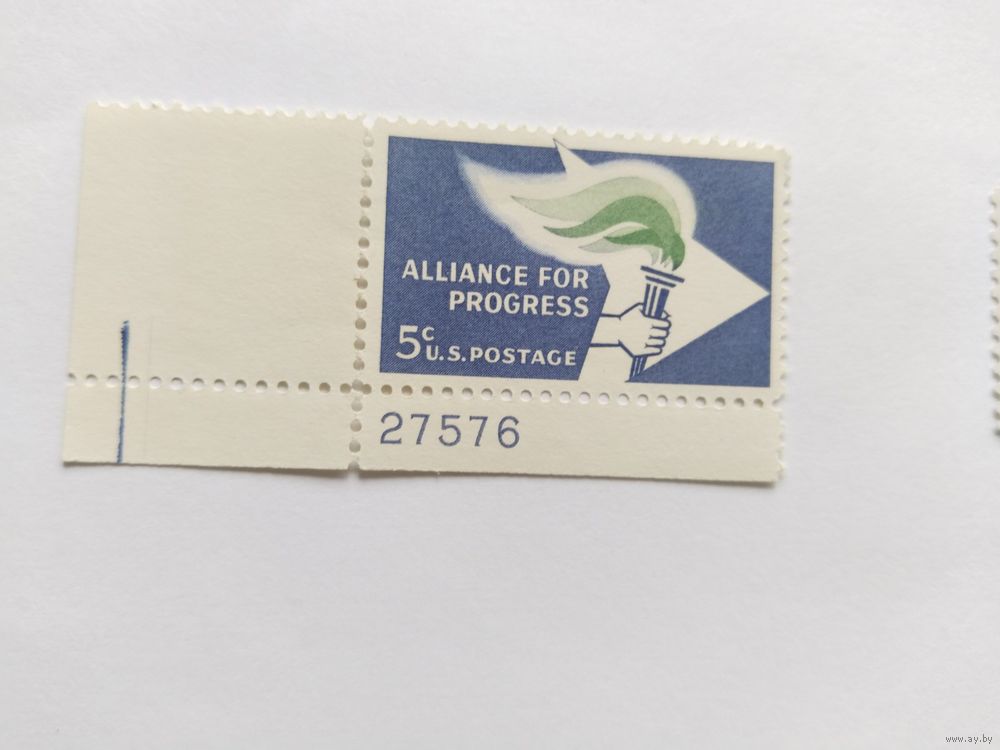 ALLIANCE FOR
PROGRESS
5c
U.S. POSTAGE
27576
www.ay.by